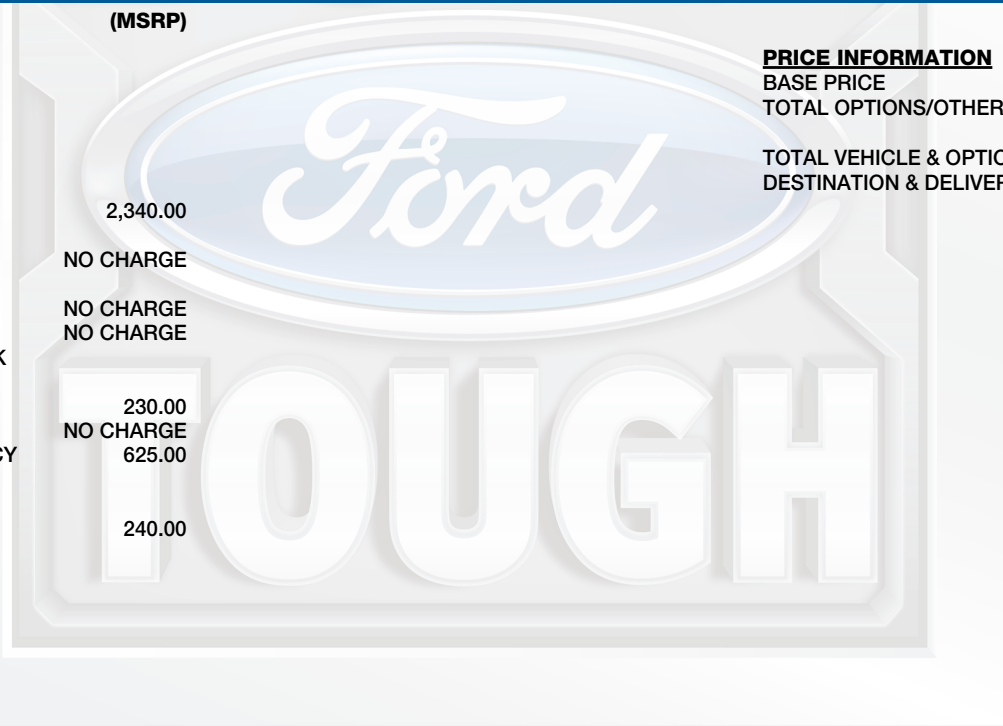 (MSRP)
PRICE INFORMATION
BASE PRICE
TOTAL OPTIONS/OTHER
TOTAL VEHICLE & OPTIO
DESTINATION & DELIVER
2,340.00
NO CHARGE
NO CHARGE
NO CHARGE
K
230.00
NO CHARGE
CY 625.00
240.00
Ford
TOUGH